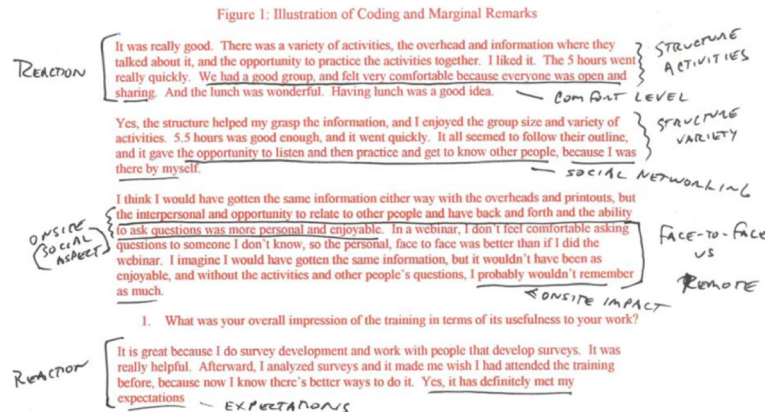 Figure 1: Illustration of Coding and Marginal Remarks
REACTION
It was really good. There was a variety of activities, the overhead and information where they
talked about it, and the opportunity to practice the activities together. I liked it. The 5 hours went
really quickly. We had a good group, and felt very comfortable because everyone was open and
sharing. And the lunch was wonderful. Having lunch was a good idea.
STRUCTURE
ACTIVITIES
COMFORT LEVEL
Yes, the structure helped my grasp the information, and I enjoyed the group size and variety of
activities. 5.5 hours was good enough, and it went quickly. It all seemed to follow their outline,
and it gave the opportunity to listen and then practice and get to know other people, because I was
there by myself.
STRUCTURE
VARIETY
SOCIAL NETWORKING
I think I would have gotten the same information either way with the overheads and printouts, but
the interpersonal and opportunity to relate to other people and have back and forth and the ability
to ask questions was more personal and enjoyable. In a webinar, I don't feel comfortable asking
questions to someone I don't know, so the personal, face to face was better than if I did the
webinar. I imagine I would have gotten the same information, but it wouldn't have been as
enjoyable, and without the activities and other people's questions, I probably wouldn't remember
as much.
ONSITE
SOCIAL
ASPECT
FACE-TO-FACE
VS
REMOTE
ONSITE IMPACT
1. What was your overall impression of the training in terms of its usefulness to your work?
REACTION
It is great because I do survey development and work with people that develop surveys. It was
really helpful. Afterward, I analyzed surveys and it made me wish I had attended the training
before, because now I know there's better ways to do it. Yes, it has definitely met my
expectations
- EXPECTATIONS